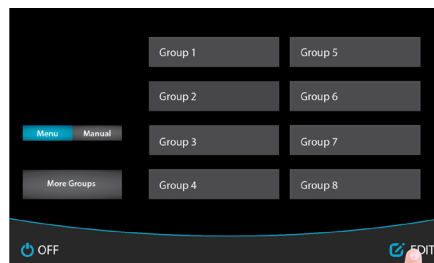 Group 1 Group 5
Group 2 Group 6
Menu Manual
Group 3 Group 7
More Groups
Group 4 Group 8
OFF
EDIT